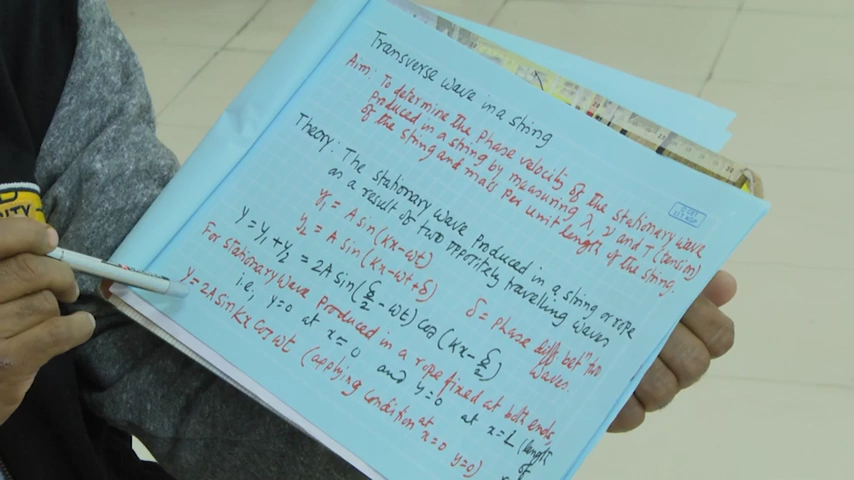 Transverse wave in a string
Aim: To determine the phase velocity of the stationary wave
produced in a string by measuring λ, ν and T (tension)
of the string and mass per unit length of the string.
Theory: The stationary wave produced in a string or rope
as a result of two oppositely travelling waves
y₁ = A sin(kx-ωt)
y₂ = A sin(kx-ωt+δ)
δ = phase diff bet" two
waves.
y = y₁ + y₂ = 2A sin(δ/2 - ωt) cos(kx - δ/2)
For stationary wave produced in a rope fixed at both ends,
i.e, y=0 at x=0 and y=0 at x=L (length
of
y = 2A sin kx cos ωt (applying condition at
x=0 y=0)